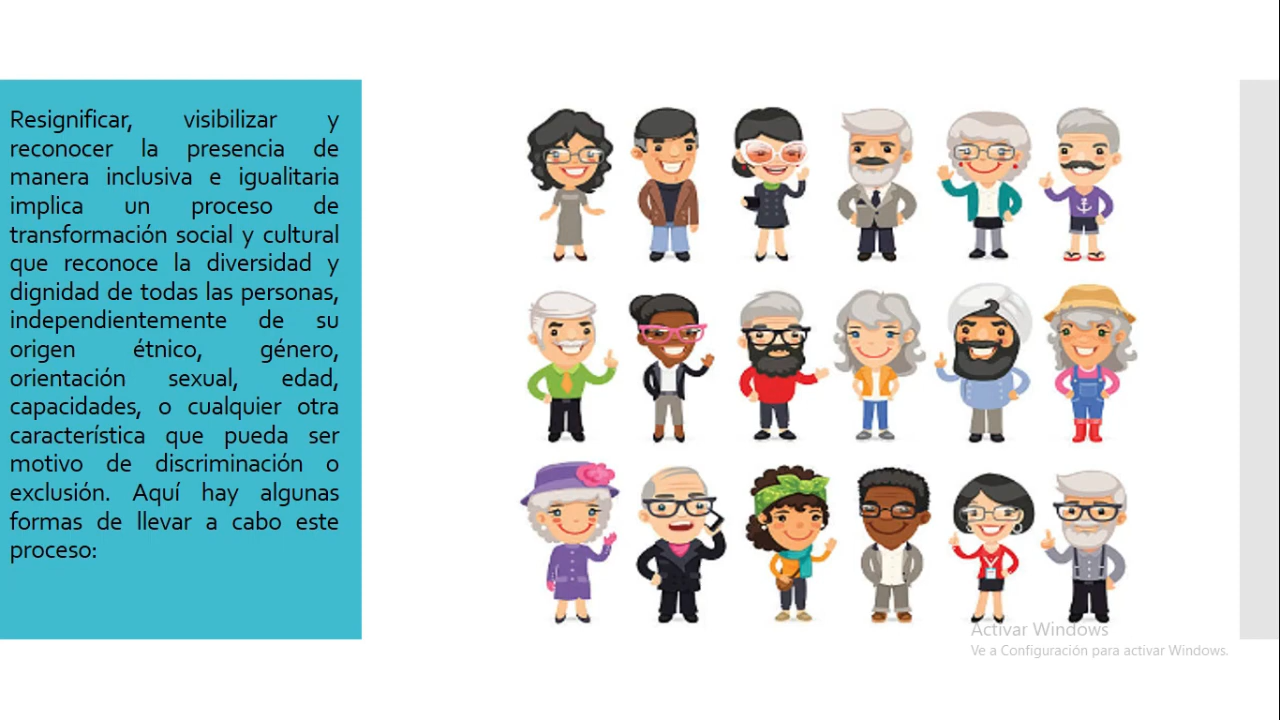 Resignificar, visibilizar y
reconocer la presencia de
manera inclusiva e igualitaria
implica un proceso de
transformación social y cultural
que reconoce la diversidad y
dignidad de todas las personas,
independientemente de su
origen étnico, género,
orientación sexual, edad,
capacidades, o cualquier otra
característica que pueda ser
motivo de discriminación o
exclusión. Aquí hay algunas
formas de llevar a cabo este
proceso:
Activar Windows
Ve a Configuración para activar Windows.